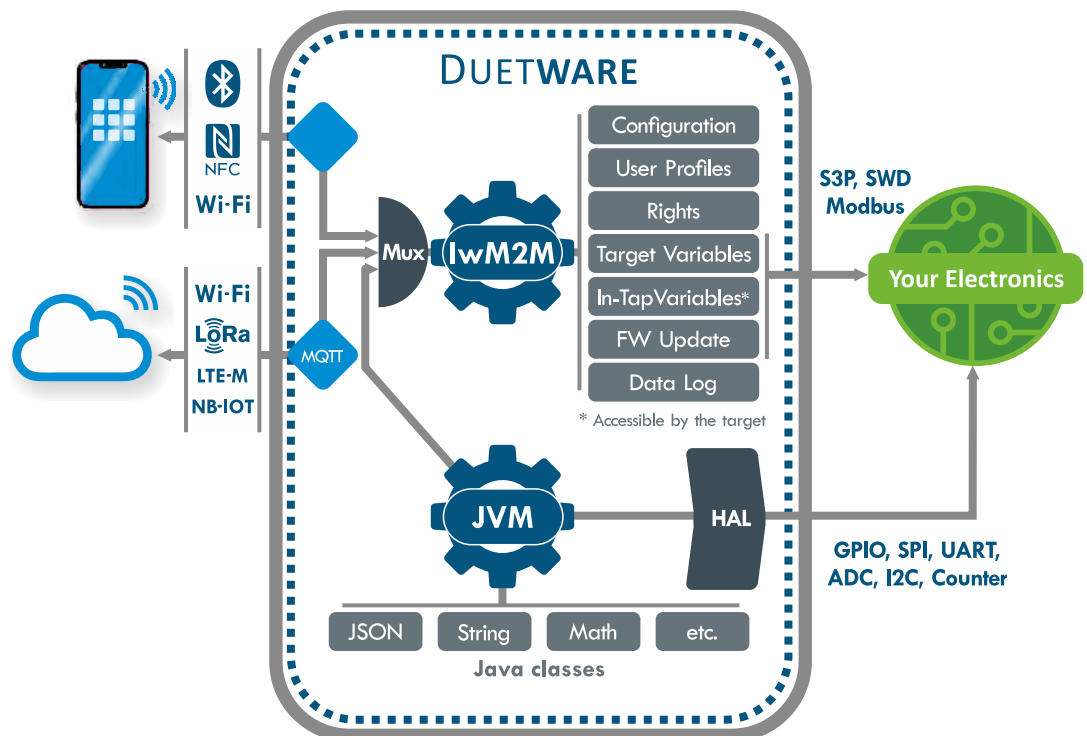 DUETWARE
NFC
Wi-Fi
Wi-Fi
LoRa
LTE-M
NB-IOT
MQTT
Mux
lwM2M
Configuration
User Profiles
Rights
Target Variables
In-TapVariables*
FW Update
Data Log
* Accessible by the target
S3P, SWD
Modbus
Your Electronics
JVM
HAL
GPIO, SPI, UART,
ADC, I2C, Counter
JSON
String
Math
etc.
Java classes